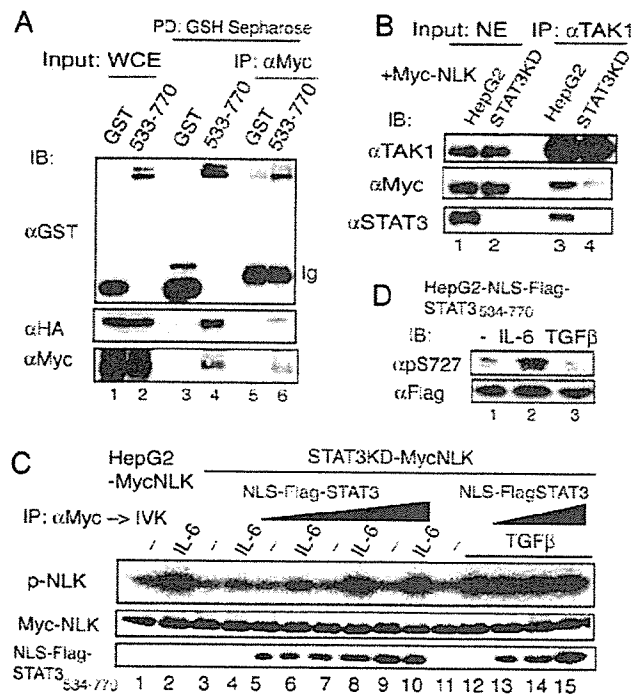 A
PD: GSH Sepharose
Input: WCE
IP: αMyc
GST
533-770
GST
533-770
GST
533-770
IB:
αGST
Ig
αHA
αMyc
1 2 3 4 5 6
B
Input: NE IP: αTAK1
+Myc-NLK
HepG2
STAT3KD
HepG2
STAT3KD
IB:
αTAK1
αMyc
αSTAT3
1 2 3 4
D
HepG2-NLS-Flag-
STAT3534-770
IB: - IL-6 TGFβ
αpS727
αFlag
1 2 3
C
HepG2
-MycNLK
STAT3KD-MycNLK
NLS-Flag-STAT3
NLS-FlagSTAT3
IP: αMyc -> IVK
- IL-6 - IL-6 - IL-6 - IL-6 - IL-6 -
TGFβ
p-NLK
Myc-NLK
NLS-Flag-
STAT3534-770
1 2 3 4 5 6 7 8 9 10 11 12 13 14 15